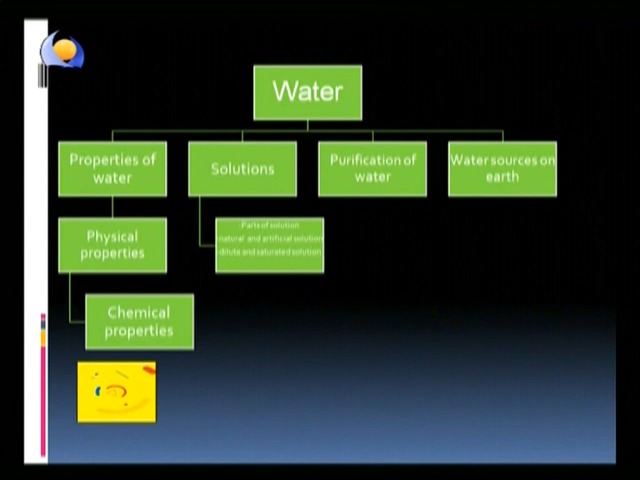 Water
Properties of
water
Solutions
Purification of
water
Water sources on
earth
Physical
properties
Parts of solution
natural and artificial solution
dilute and saturated solution
Chemical
properties